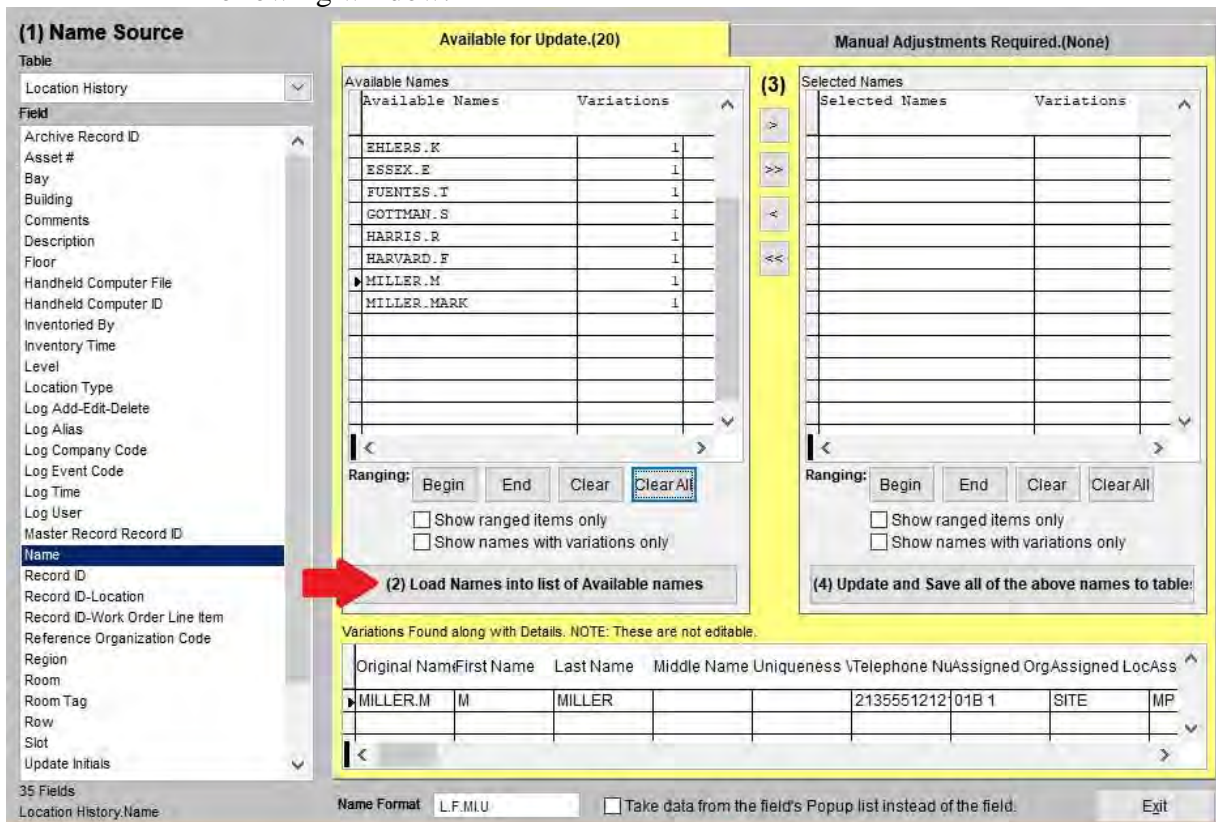 (1) Name Source
Table
Location History
Field
Archive Record ID
Asset #
Bay
Building
Comments
Description
Floor
Handheld Computer File
Handheld Computer ID
Inventoried By
Inventory Time
Level
Location Type
Log Add-Edit-Delete
Log Alias
Log Company Code
Log Event Code
Log Time
Log User
Master Record Record ID
Name
Record ID
Record ID-Location
Record ID-Work Order Line Item
Reference Organization Code
Region
Room
Room Tag
Row
Slot
Update Initials
35 Fields
Location History.Name
Available for Update.(20)
Manual Adjustments Required.(None)
Available Names
Available Names Variations
EHLERS.K 1
ESSEX.E 1
FUENTES.T 1
GOTTMAN.S 1
HARRIS.R 1
HARVARD.F 1
MILLER.M 1
MILLER.MARK 1
Ranging: Begin End Clear Clear All
Show ranged items only
Show names with variations only
(2) Load Names into list of Available names
(3)
>
>>
<
<<
Selected Names
Selected Names Variations
Ranging: Begin End Clear Clear All
Show ranged items only
Show names with variations only
(4) Update and Save all of the above names to table
Variations Found along with Details. NOTE: These are not editable.
Original Nam First Name Last Name Middle Name Uniqueness Telephone Nu Assigned Org Assigned Loc Ass
MILLER.M M MILLER 2135551212 01B 1 SITE MP
Name Format L.F.MI.U Take data from the field's Popup list instead of the field. Exit